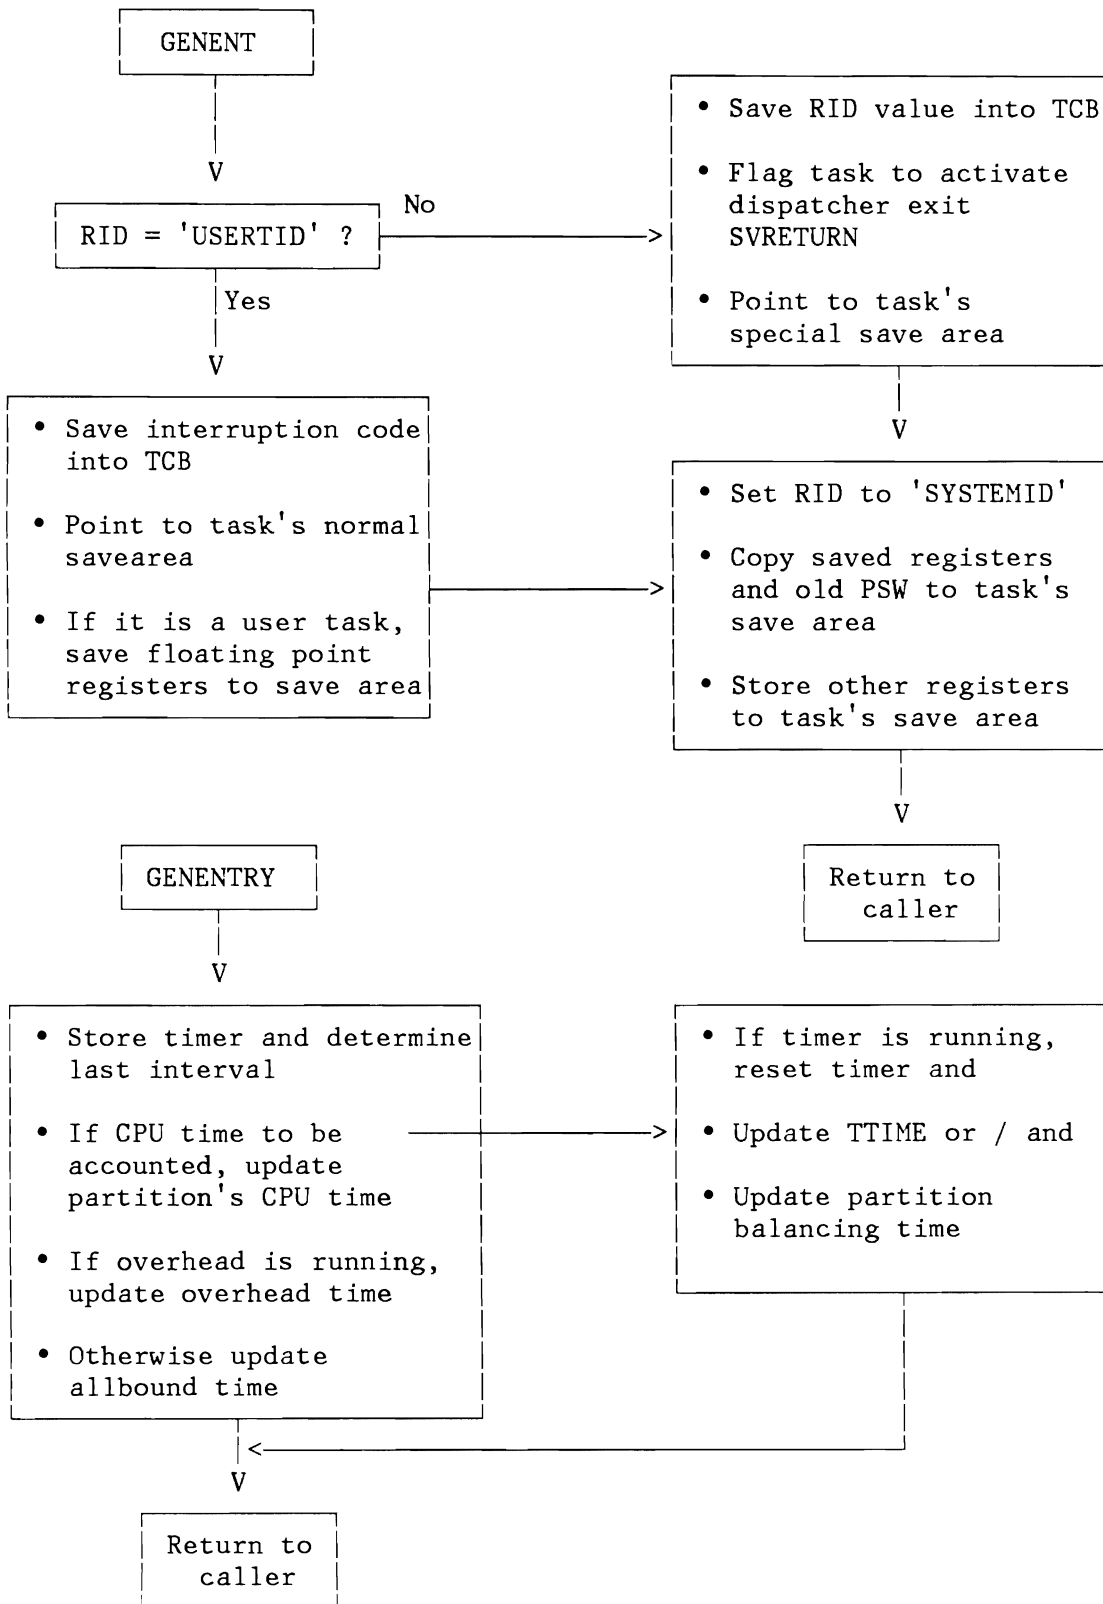 GENENT
RID = 'USERTID' ?
No
Yes
• Save RID value into TCB
• Flag task to activate
dispatcher exit
SVRETURN
• Point to task's
special save area
• Save interruption code
into TCB
• Point to task's normal
savearea
• If it is a user task,
save floating point
registers to save area
• Set RID to 'SYSTEMID'
• Copy saved registers
and old PSW to task's
save area
• Store other registers
to task's save area
Return to
caller
GENENTRY
• Store timer and determine
last interval
• If CPU time to be
accounted, update
partition's CPU time
• If overhead is running,
update overhead time
• Otherwise update
allbound time
• If timer is running,
reset timer and
• Update TTIME or / and
• Update partition
balancing time
Return to
caller